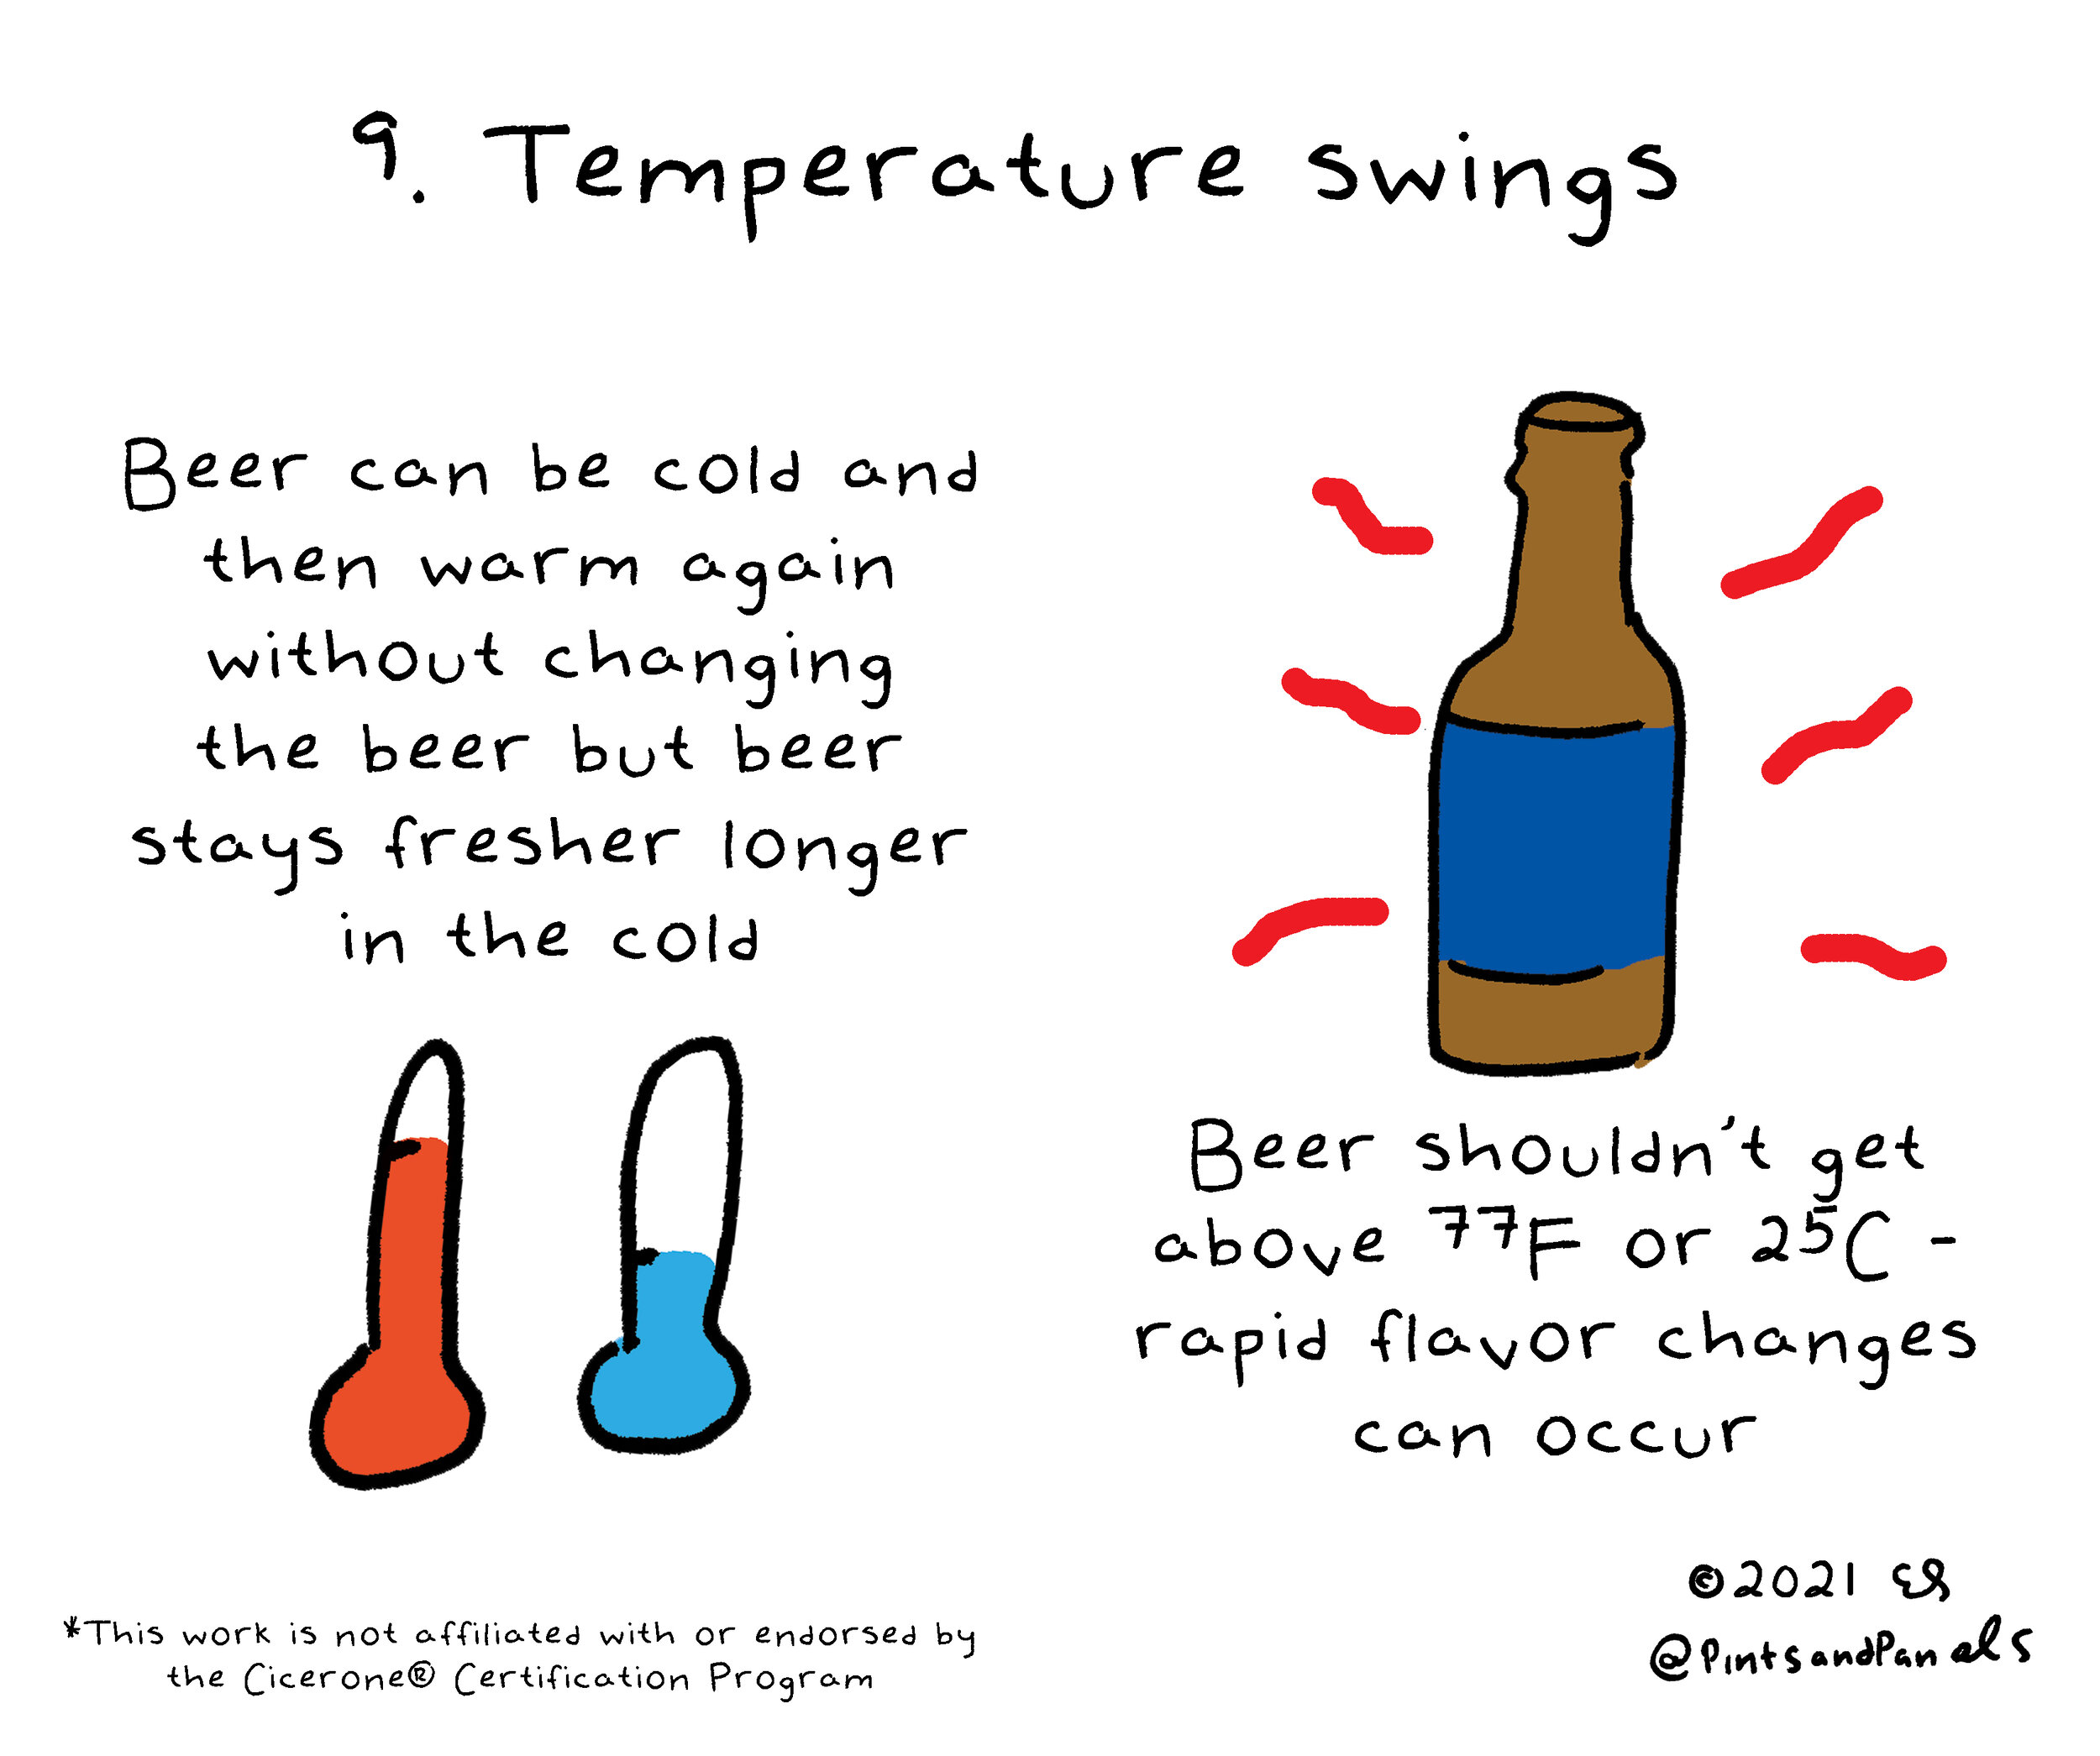 9. Temperature swings
Beer can be cold and
then warm again
without changing
the beer but beer
stays fresher longer
in the cold
Beer shouldn't get
above 77F or 25C -
rapid flavor changes
can occur
*This work is not affiliated with or endorsed by
the Cicerone® Certification Program
©2021 ES
@PintsandPanels